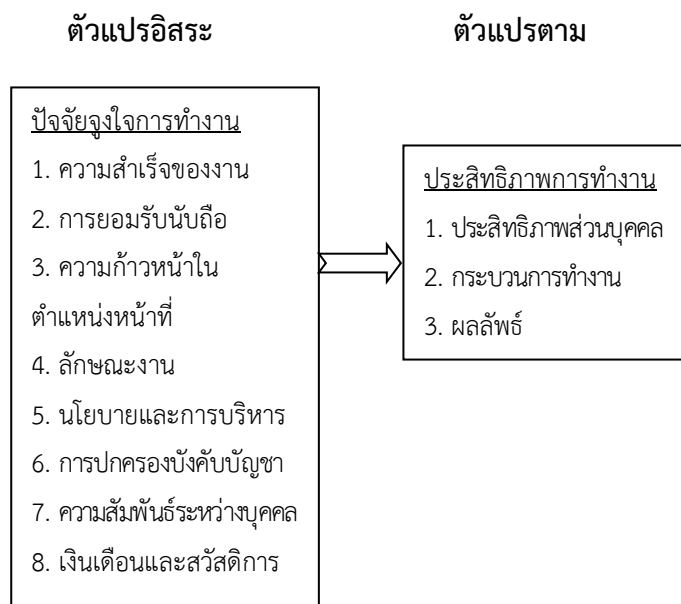 ตัวแปรอิสระ
ตัวแปรตาม
ปัจจัยจูงใจการทำงาน
1. ความสำเร็จของงาน
2. การยอมรับนับถือ
3. ความก้าวหน้าใน
ตำแหน่งหน้าที่
4. ลักษณะงาน
5. นโยบายและการบริหาร
6. การปกครองบังคับบัญชา
7. ความสัมพันธ์ระหว่างบุคคล
8. เงินเดือนและสวัสดิการ
ประสิทธิภาพการทำงาน
1. ประสิทธิภาพส่วนบุคคล
2. กระบวนการทำงาน
3. ผลลัพธ์